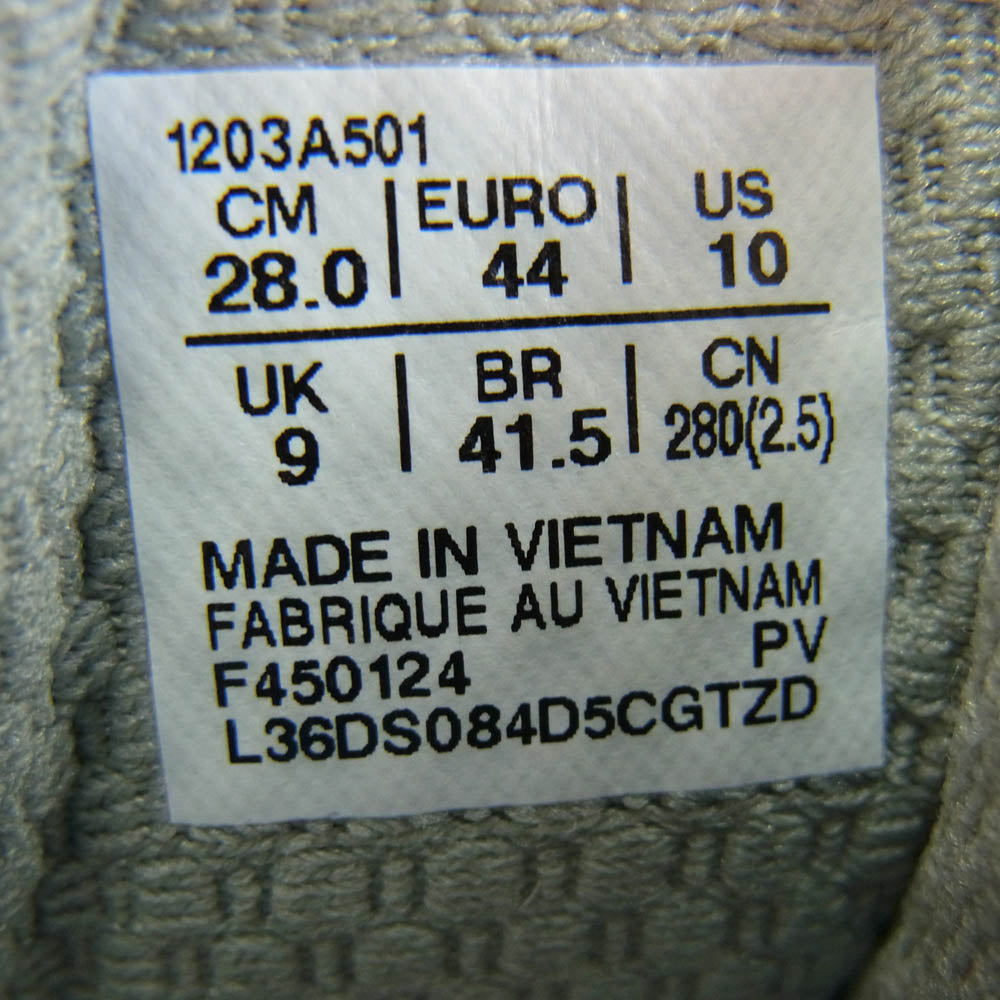 1203A501
CM | EURO | US
28.0 | 44 | 10
UK | BR | CN
9 | 41.5 | 280(2.5)
MADE IN VIETNAM
FABRIQUE AU VIETNAM
F450124 PV
L36DS084D5CGTZD